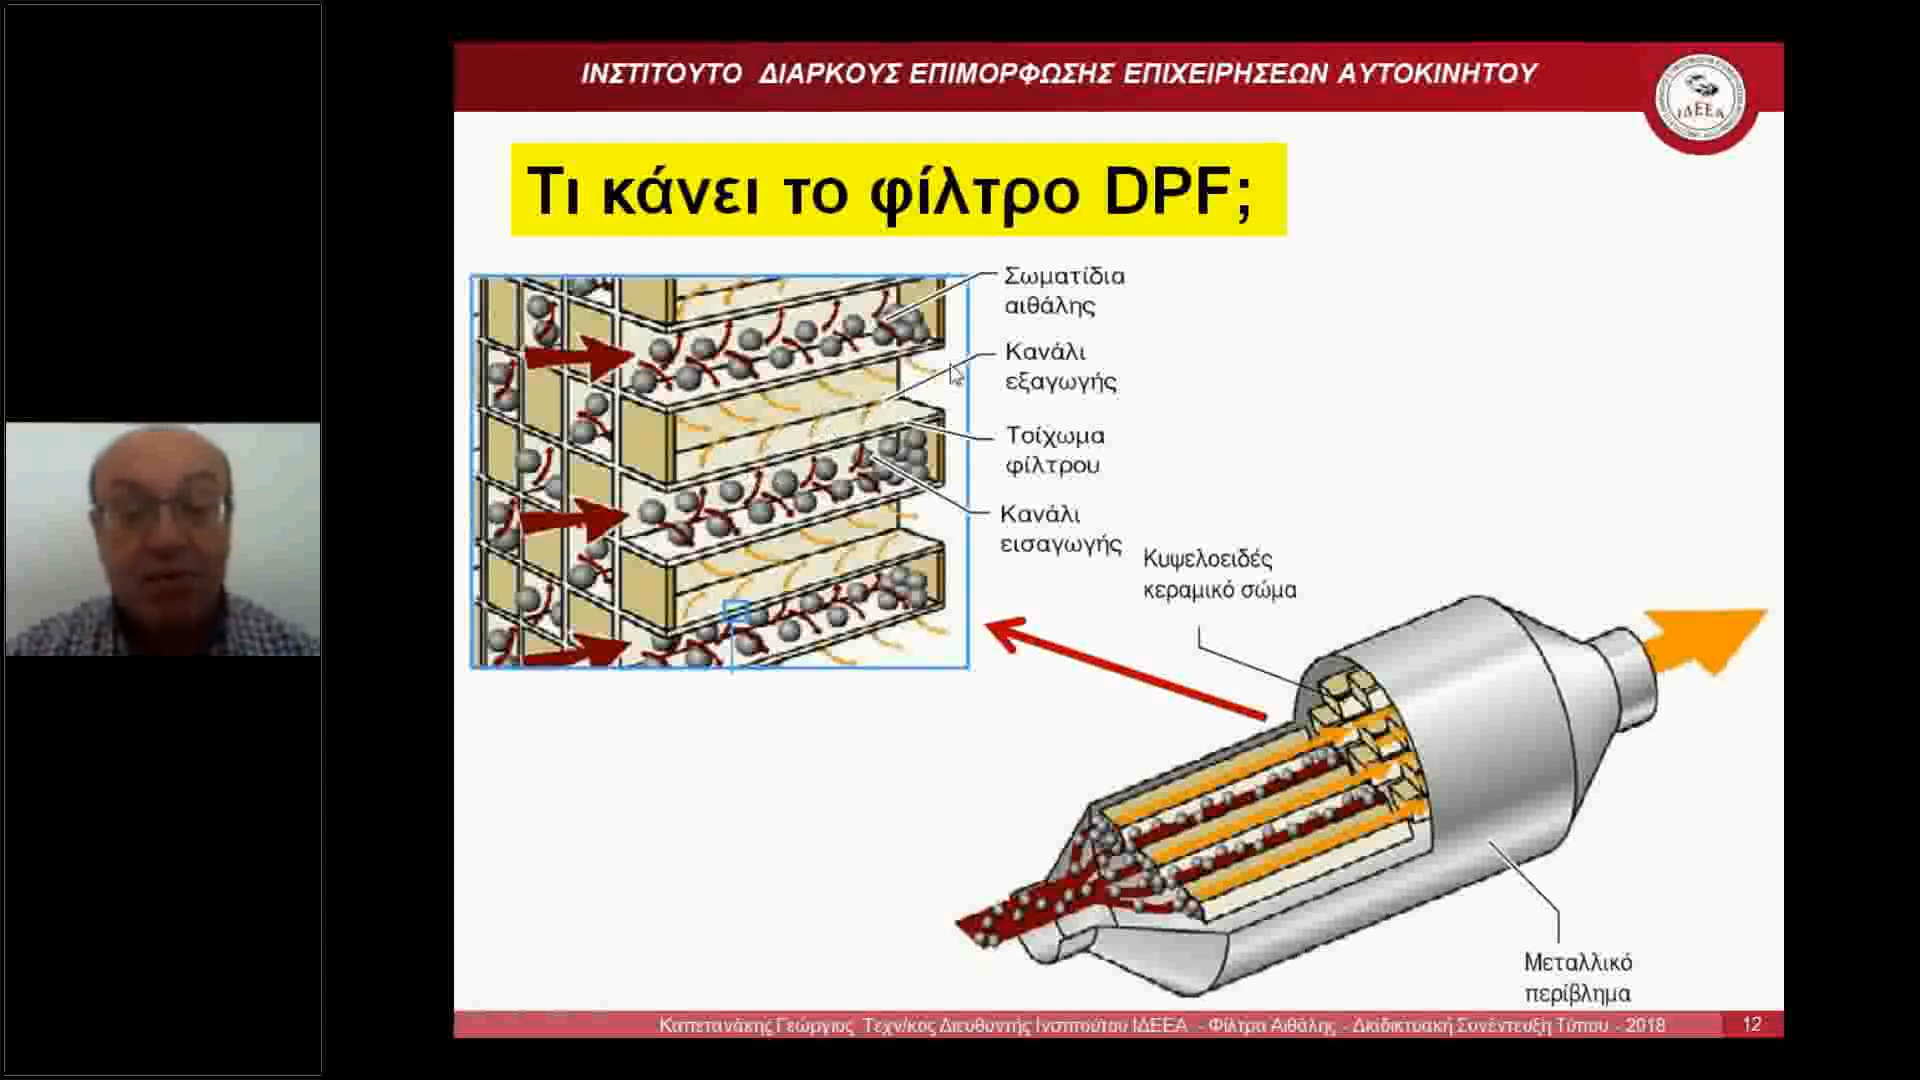 ΙΝΣΤΙΤΟΥΤΟ ΔΙΑΡΚΟΥΣ ΕΠΙΜΟΡΦΩΣΗΣ ΕΠΙΧΕΙΡΗΣΕΩΝ ΑΥΤΟΚΙΝΗΤΟΥ
ΙΔΕΕΑ
Τι κάνει το φίλτρο DPF;
Σωματίδια
αιθάλης
Κανάλι
εξαγωγής
Τοίχωμα
φίλτρου
Κανάλι
εισαγωγής
Κυψελοειδές
κεραμικό σώμα
Μεταλλικό
περίβλημα
Καπετανάκης Γεώργιος Τεχν/κος Διευθυντής Ινστιτούτου ΙΔΕΕΑ - Φίλτρα Αιθάλης - Διαδικτυακή Συνέντευξη Τύπου - 2018
12